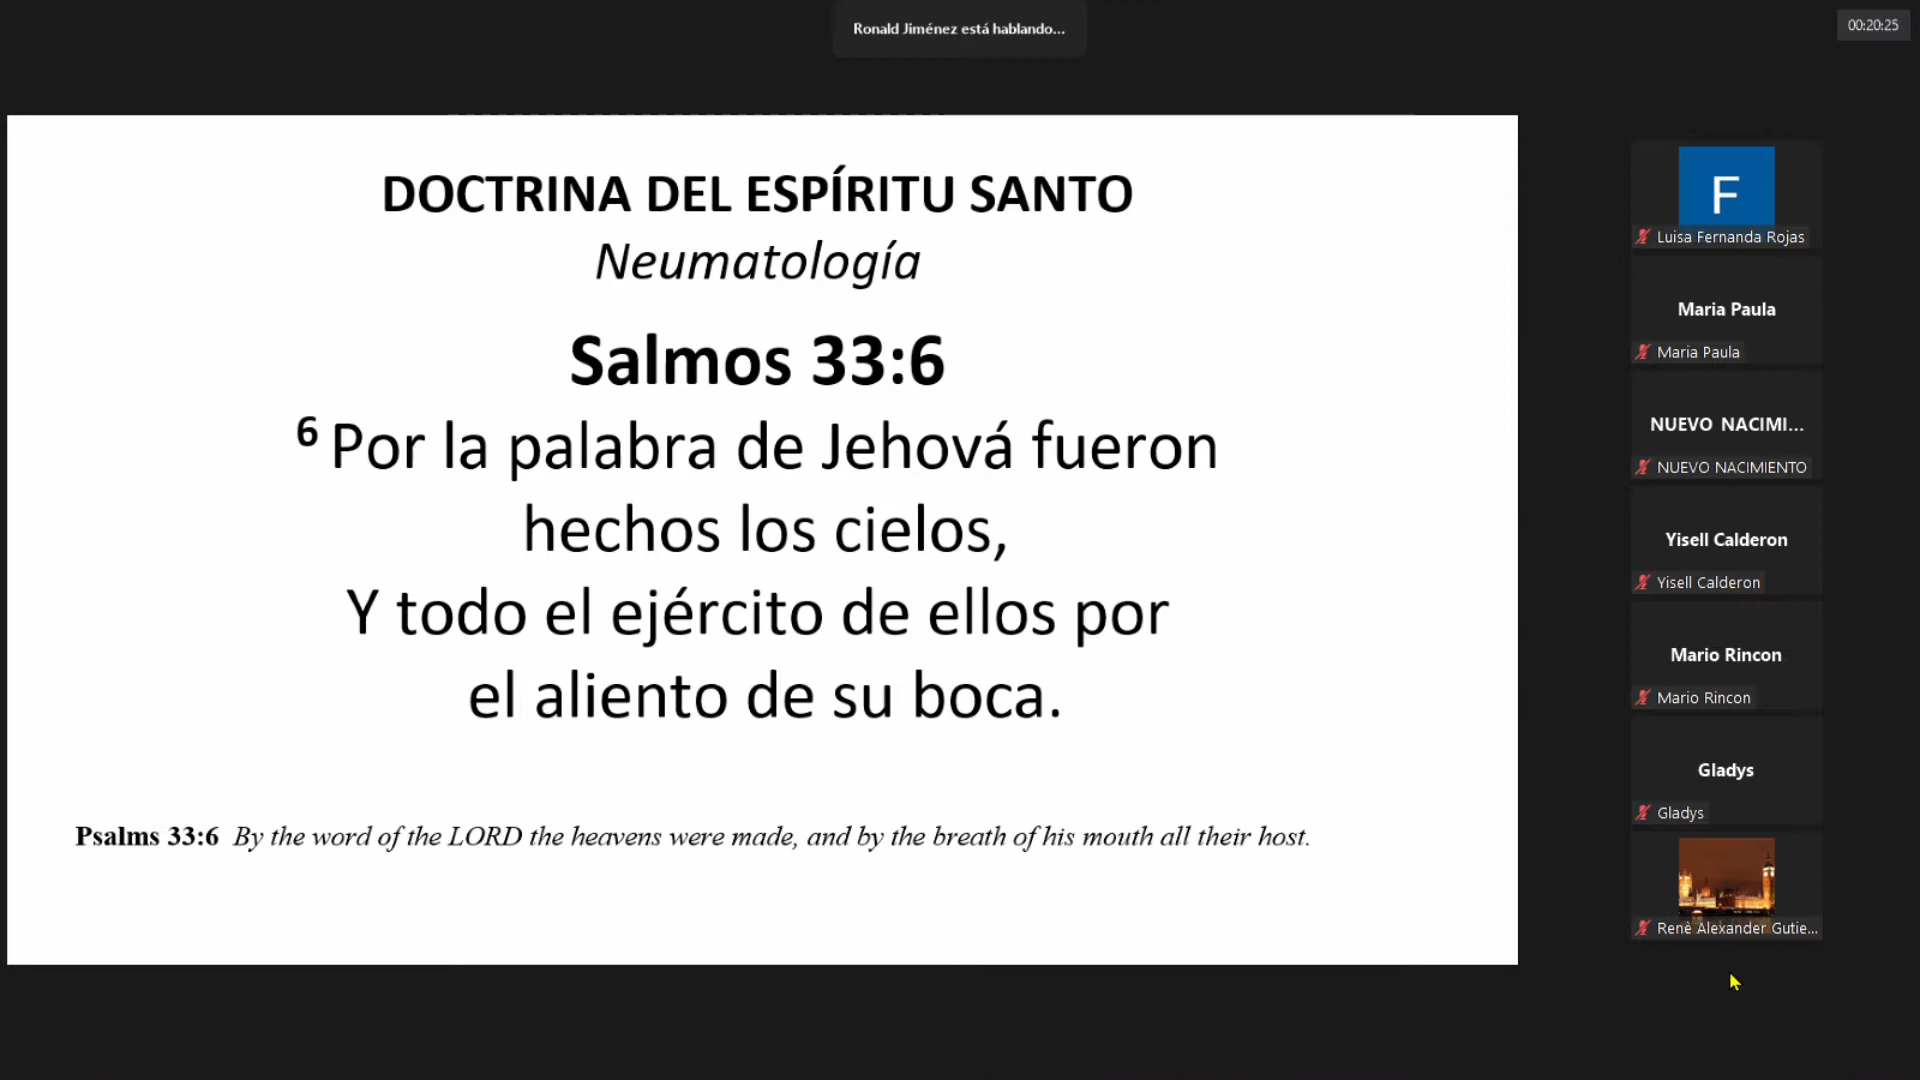 Ronald Jiménez está hablando...
00:20:25
DOCTRINA DEL ESPÍRITU SANTO
Neumatología
Salmos 33:6
6 Por la palabra de Jehová fueron
hechos los cielos,
Y todo el ejército de ellos por
el aliento de su boca.
Psalms 33:6 By the word of the LORD the heavens were made, and by the breath of his mouth all their host.
F
Luisa Fernanda Rojas
Maria Paula
Maria Paula
NUEVO NACIMI...
NUEVO NACIMIENTO
Yisell Calderon
Yisell Calderon
Mario Rincon
Mario Rincon
Gladys
Gladys
Renè Alexander Gutie...